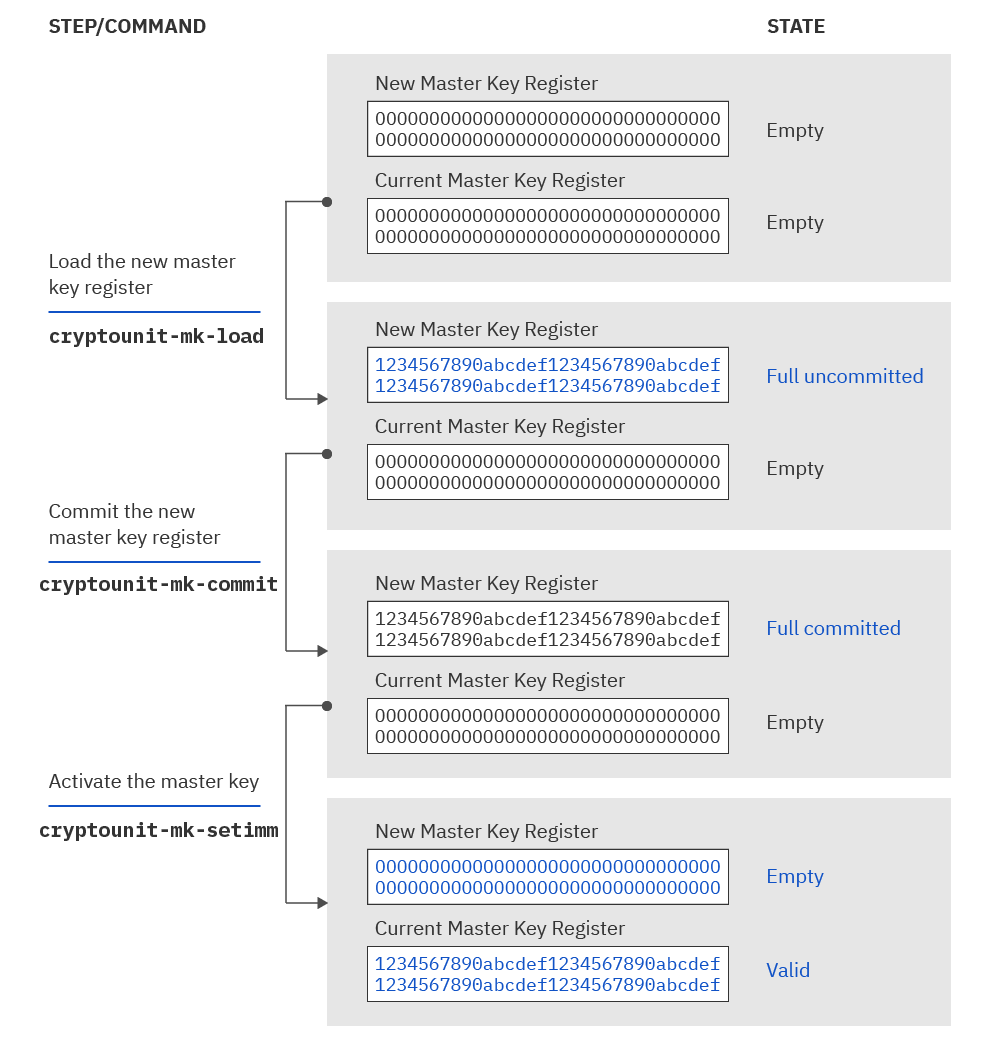 STEP/COMMAND
STATE
New Master Key Register
00000000000000000000000000000000
00000000000000000000000000000000
Empty
Current Master Key Register
00000000000000000000000000000000
00000000000000000000000000000000
Empty
Load the new master
key register
cryptounit-mk-load
New Master Key Register
1234567890abcdef1234567890abcdef
1234567890abcdef1234567890abcdef
Full uncommitted
Current Master Key Register
00000000000000000000000000000000
00000000000000000000000000000000
Empty
Commit the new
master key register
cryptounit-mk-commit
New Master Key Register
1234567890abcdef1234567890abcdef
1234567890abcdef1234567890abcdef
Full committed
Current Master Key Register
00000000000000000000000000000000
00000000000000000000000000000000
Empty
Activate the master key
cryptounit-mk-setimm
New Master Key Register
00000000000000000000000000000000
00000000000000000000000000000000
Empty
Current Master Key Register
1234567890abcdef1234567890abcdef
1234567890abcdef1234567890abcdef
Valid